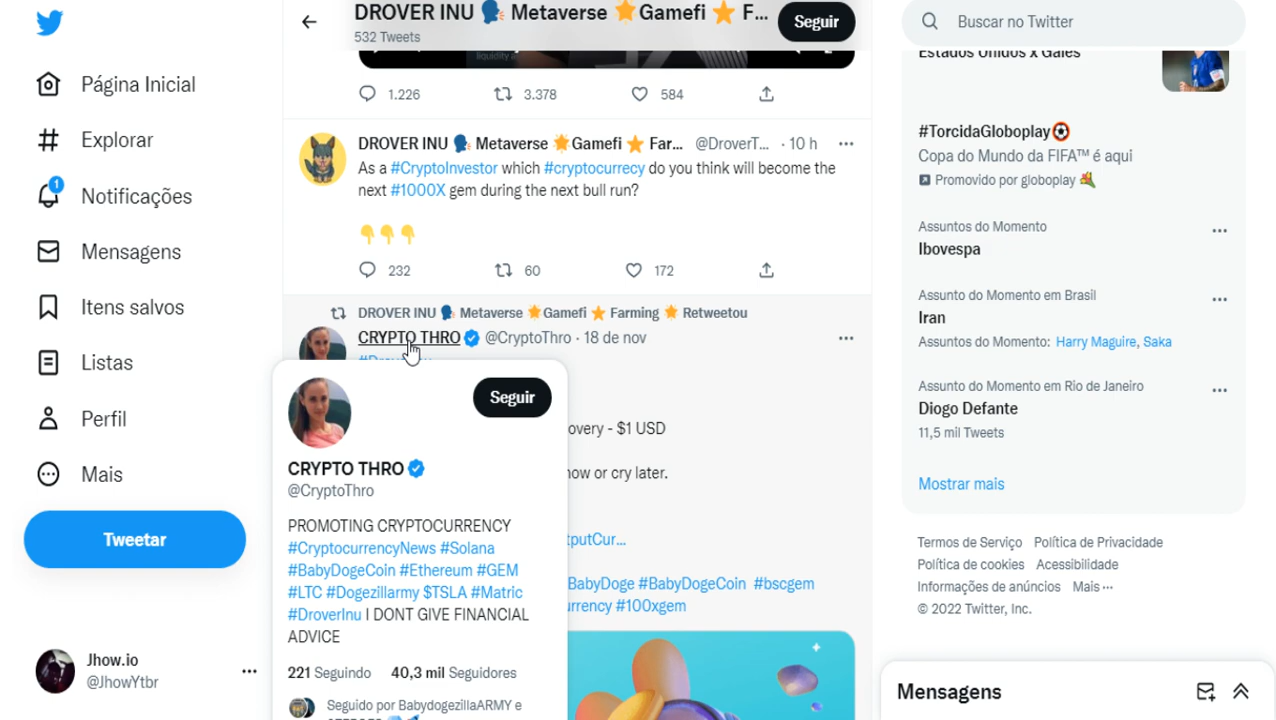 Página Inicial
Explorar
1
Notificações
Mensagens
Itens salvos
Listas
Perfil
Mais
Tweetar
Jhow.io
@JhowYtbr
DROVER INU 🗣 Metaverse 🌟Gamefi ⭐ F...
532 Tweets
Seguir
liquidity
1.226 3.378 584
DROVER INU 🗣 Metaverse 🌟Gamefi ⭐ Far... @DroverT... · 10 h
As a #CryptoInvestor which #cryptocurrecy do you think will become the
next #1000X gem during the next bull run?
👇👇👇
232 60 172
DROVER INU 🗣 Metaverse 🌟Gamefi ⭐ Farming 🌟 Retweetou
CRYPTO THRO @CryptoThro · 18 de nov
overy - $1 USD
now or cry later.
tputCur...
BabyDoge #BabyDogeCoin #bscgem
urrency #100xgem
Seguir
CRYPTO THRO
@CryptoThro
PROMOTING CRYPTOCURRENCY
#CryptocurrencyNews #Solana
#BabyDogeCoin #Ethereum #GEM
#LTC #Dogezillarmy $TSLA #Matric
#DroverInu I DONT GIVE FINANCIAL
ADVICE
221 Seguindo 40,3 mil Seguidores
Seguido por BabydogezillaARMY e
Buscar no Twitter
Estados Unidos x Gales
#TorcidaGloboplay⚽
Copa do Mundo da FIFA™ é aqui
Promovido por globoplay
Assuntos do Momento
Ibovespa
Assunto do Momento em Brasil
Iran
Assuntos do Momento: Harry Maguire, Saka
Assunto do Momento em Rio de Janeiro
Diogo Defante
11,5 mil Tweets
Mostrar mais
Termos de Serviço Política de Privacidade
Política de cookies Acessibilidade
Informações de anúncios Mais ···
© 2022 Twitter, Inc.
Mensagens